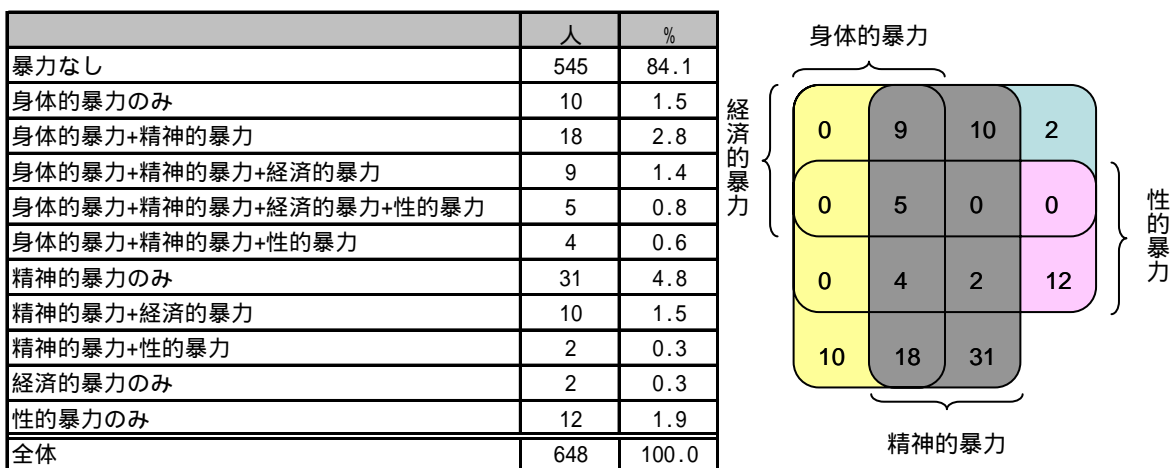 人 %
暴力なし 545 84.1
身体的暴力のみ 10 1.5
身体的暴力+精神的暴力 18 2.8
身体的暴力+精神的暴力+経済的暴力 9 1.4
身体的暴力+精神的暴力+経済的暴力+性的暴力 5 0.8
身体的暴力+精神的暴力+性的暴力 4 0.6
精神的暴力のみ 31 4.8
精神的暴力+経済的暴力 10 1.5
精神的暴力+性的暴力 2 0.3
経済的暴力のみ 2 0.3
性的暴力のみ 12 1.9
全体 648 100.0
身体的暴力
経済的暴力
0 9 10 2
0 5 0 0
0 4 2 12
10 18 31
性的暴力
精神的暴力